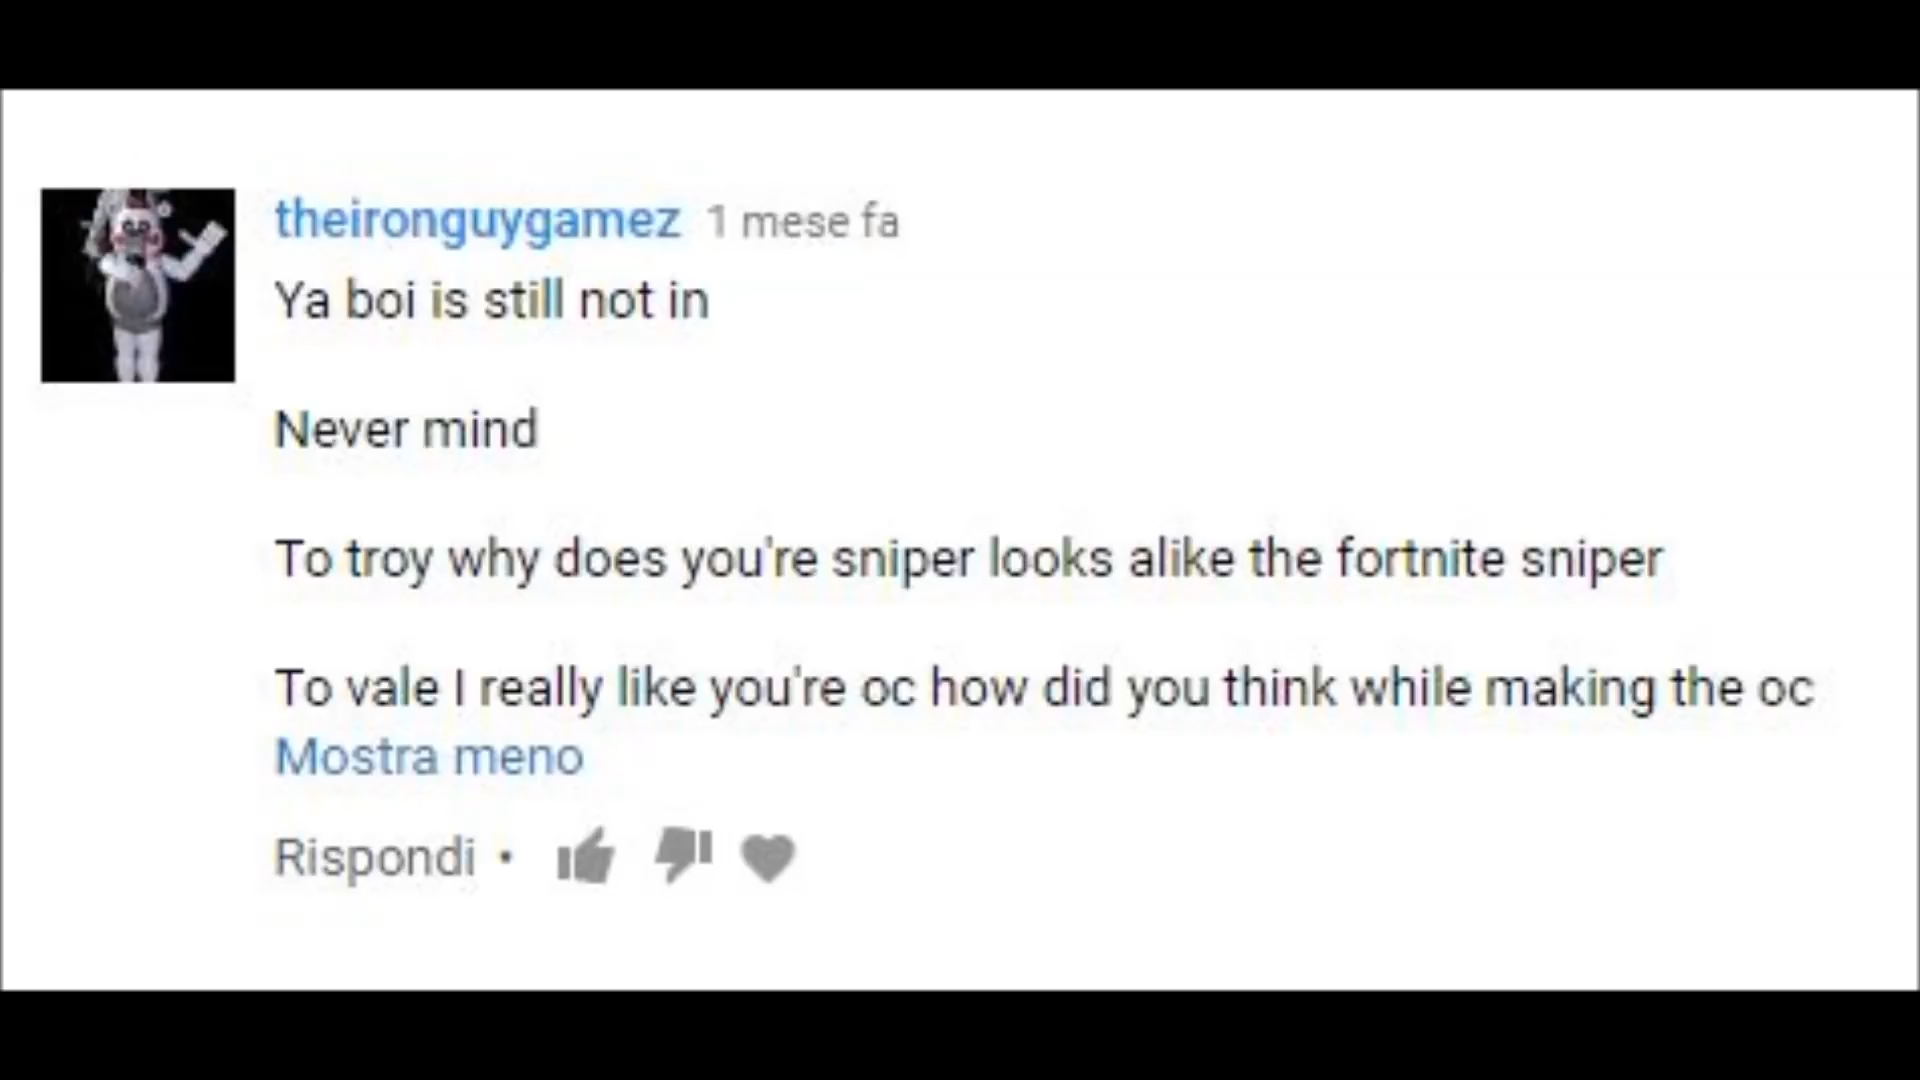 theironguygamez 1 mese fa
Ya boi is still not in
Never mind
To troy why does you're sniper looks alike the fortnite sniper
To vale I really like you're oc how did you think while making the oc
Mostra meno
Rispondi •